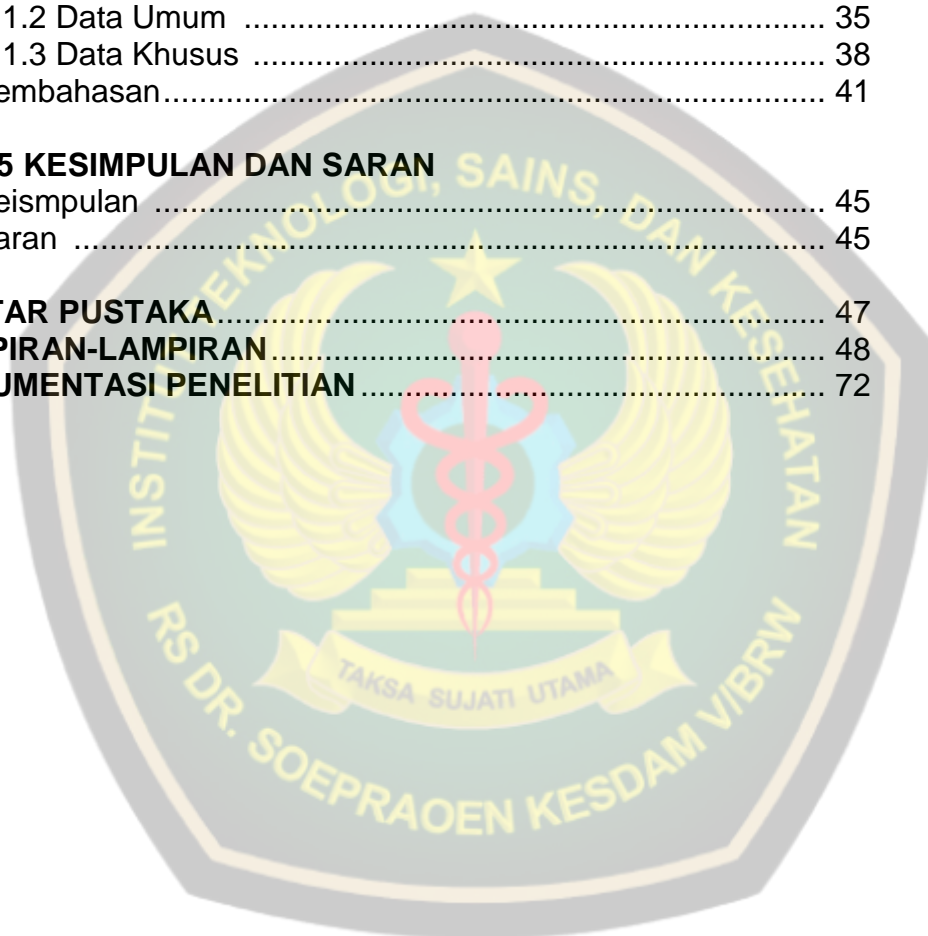 1.2 Data Umum ........................................................................ 35
1.3 Data Khusus ....................................................................... 38
embahasan.................................................................................. 41
5 KESIMPULAN DAN SARAN
eismpulan ................................................................................... 45
aran ............................................................................................. 45
TAR PUSTAKA............................................................................ 47
PIRAN-LAMPIRAN..................................................................... 48
UMENTASI PENELITIAN.......................................................... 72
INSTITUT TEKNOLOGI, SAINS, DAN KESEHATAN
TAKSA SUJATI UTAMA
RS DR. SOEPRAOEN KESDAM V/BRW